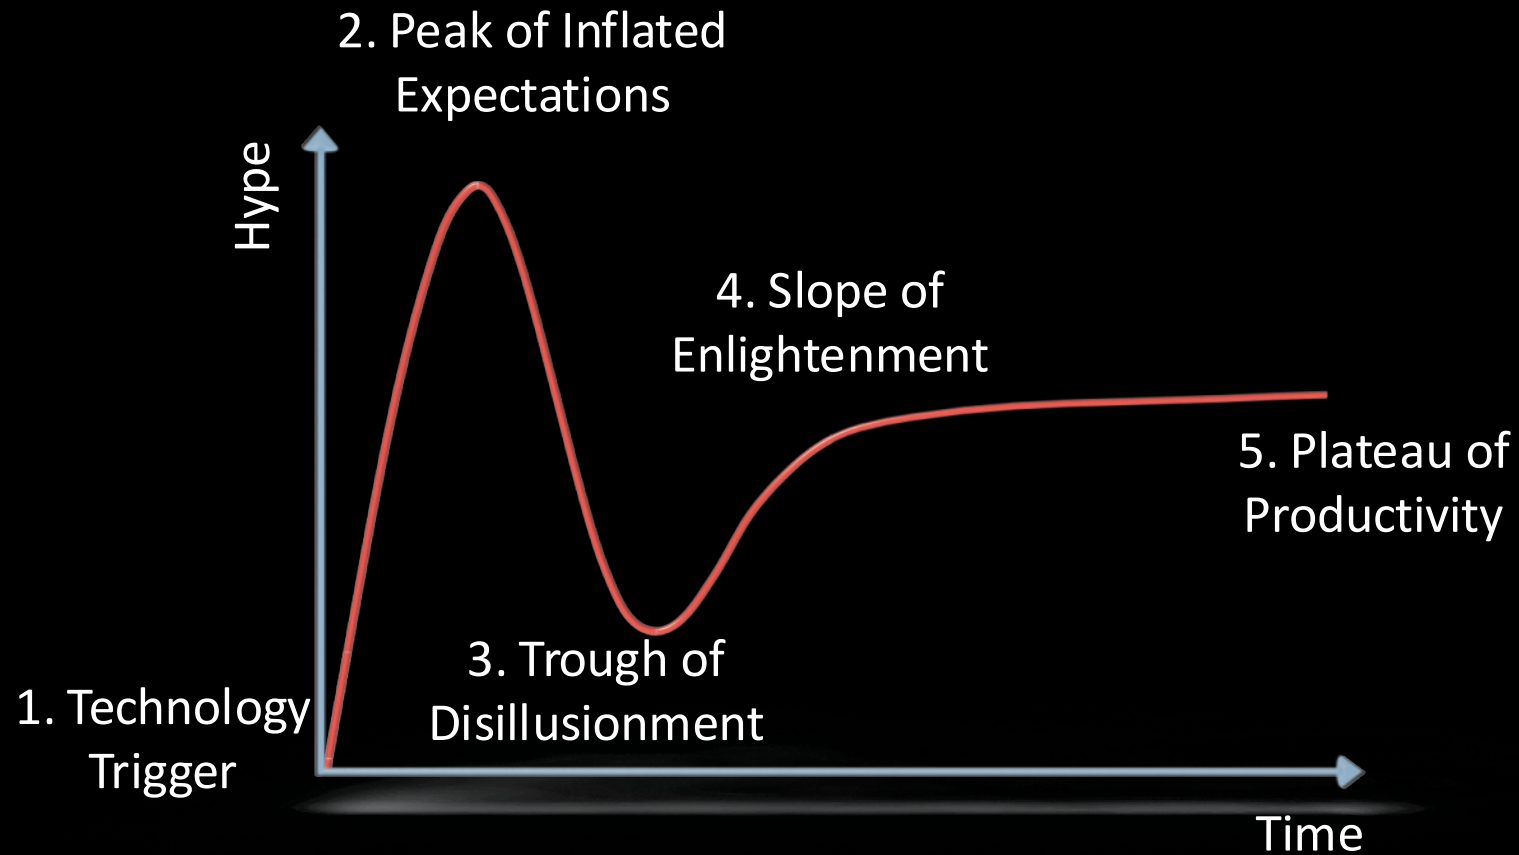 2. Peak of Inflated
Expectations
Hype
4. Slope of
Enlightenment
5. Plateau of
Productivity
3. Trough of
Disillusionment
1. Technology
Trigger
Time